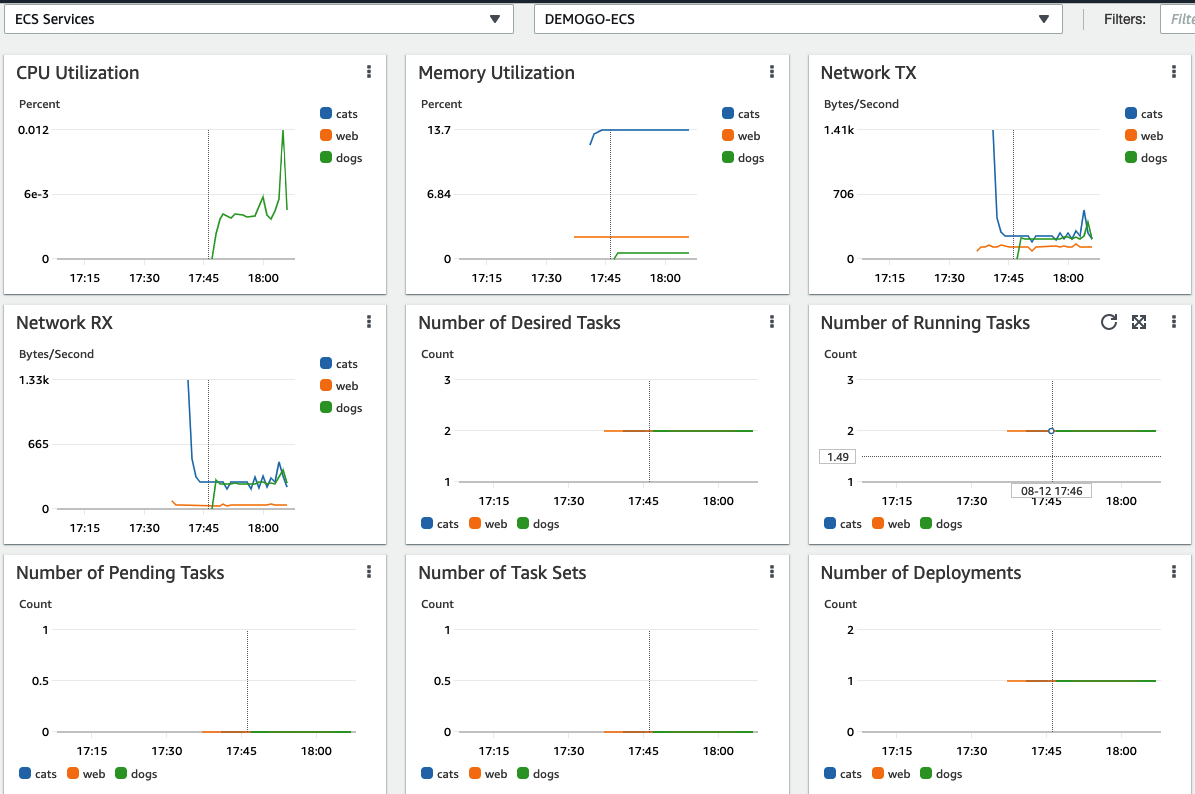 ECS Services
DEMOGO-ECS
Filters:
CPU Utilization
Percent
0.012
6e-3
0
17:15 17:30 17:45 18:00
cats
web
dogs
Memory Utilization
Percent
13.7
6.84
0
17:15 17:30 17:45 18:00
cats
web
dogs
Network TX
Bytes/Second
1.41k
706
0
17:15 17:30 17:45 18:00
cats
web
dogs
Network RX
Bytes/Second
1.33k
665
0
17:15 17:30 17:45 18:00
cats
web
dogs
Number of Desired Tasks
Count
3
2
1
17:15 17:30 17:45 18:00
cats web dogs
Number of Running Tasks
Count
3
2
1.49
1
08-12 17:46
17:15 17:30 17:45 18:00
cats web dogs
Number of Pending Tasks
Count
1
0.5
0
17:15 17:30 17:45 18:00
cats web dogs
Number of Task Sets
Count
1
0.5
0
17:15 17:30 17:45 18:00
cats web dogs
Number of Deployments
Count
2
1
0
17:15 17:30 17:45 18:00
cats web dogs